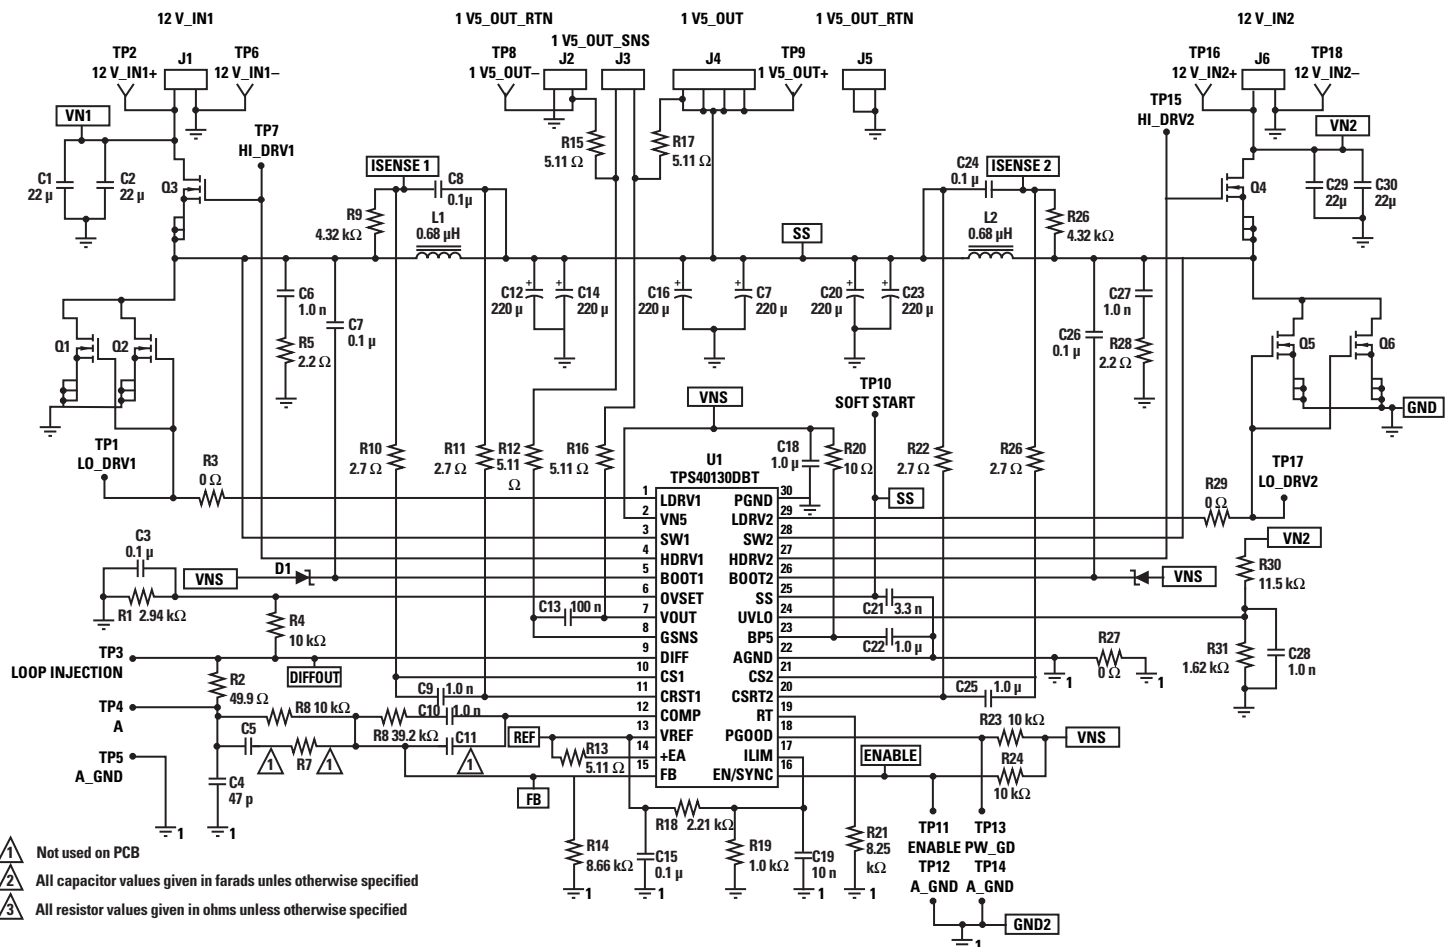 12 V_IN1
1 V5_OUT_RTN
1 V5_OUT
1 V5_OUT_RTN
12 V_IN2
TP2
12 V_IN1+
J1
TP6
12 V_IN1–
TP8
1 V5_OUT–
J2
1 V5_OUT_SNS
J3
J4
TP9
1 V5_OUT+
J5
TP16
12 V_IN2+
J6
TP18
12 V_IN2–
VN1
TP7
HI_DRV1
TP15
HI_DRV2
VN2
C1
22 µ
C2
22 µ
Q3
ISENSE 1
C8
0.1µ
R15
5.11 Ω
R17
5.11 Ω
C24
0.1 µ
ISENSE 2
Q4
C29
22µ
C30
22µ
R9
4.32 kΩ
L1
0.68 µH
SS
L2
0.68 µH
R26
4.32 kΩ
C6
1.0 n
C7
0.1 µ
R5
2.2 Ω
C12
220 µ
C14
220 µ
C16
220 µ
C7
220 µ
C20
220 µ
C23
220 µ
C27
1.0 n
C26
0.1 µ
R28
2.2 Ω
Q1
Q2
Q5
Q6
GND
TP10
SOFT START
VNS
TP1
LO_DRV1
R3
0 Ω
R10
2.7 Ω
R11
2.7 Ω
R12
5.11
Ω
R16
5.11 Ω
U1
TPS40130DBT
C18
1.0 µ
R20
10 Ω
R22
2.7 Ω
R26
2.7 Ω
SS
R29
0 Ω
TP17
LO_DRV2
1 LDRV1
2 VN5
3 SW1
4 HDRV1
5 BOOT1
6 OVSET
7 VOUT
8 GSNS
9 DIFF
10 CS1
11 CRST1
12 COMP
13 VREF
14 +EA
15 FB
PGND 30
LDRV2 29
SW2 28
HDRV2 27
BOOT2 26
SS 25
UVLO 24
BP5 23
AGND 22
CS2 21
CSRT2 20
RT 19
PGOOD 18
ILIM 17
EN/SYNC 16
C3
0.1 µ
VNS
D1
R1 2.94 kΩ
R4
10 kΩ
C13 100 n
C21 3.3 n
C22 1.0 µ
VNS
VN2
R30
11.5 kΩ
R31
1.62 kΩ
C28
1.0 n
R27
0 Ω
1
1
TP3
LOOP INJECTION
DIFFOUT
R2
49.9 Ω
TP4
A
R8 10 kΩ
C9 1.0 n
C10 1.0 n
R8 39.2 kΩ
C11
C5
R7
1
1
1
TP5
A_GND
C4
47 p
1
1
REF
R13
5.11 Ω
FB
C25 1.0 µ
R23 10 kΩ
VNS
R24
10 kΩ
ENABLE
R18 2.21 kΩ
R14
8.66 kΩ
C15
0.1 µ
R19
1.0 kΩ
C19
10 n
R21
8.25
kΩ
1
1
1
1
1
TP11
ENABLE
TP12
A_GND
TP13
PW_GD
TP14
A_GND
GND2
1
1 Not used on PCB
2 All capacitor values given in farads unles otherwise specified
3 All resistor values given in ohms unless otherwise specified